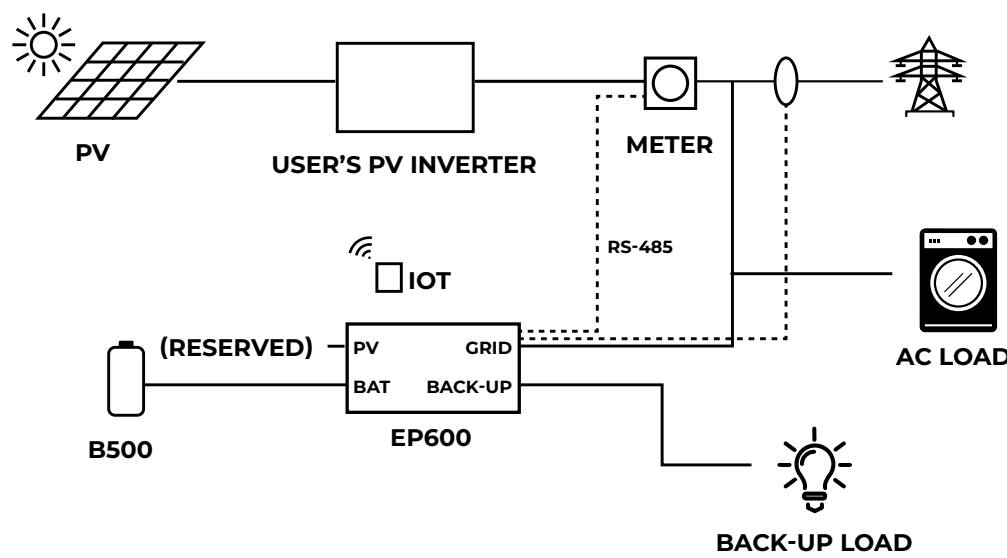 PV
USER'S PV INVERTER
METER
RS-485
IOT
(RESERVED)
PV
GRID
BAT
BACK-UP
AC LOAD
B500
EP600
BACK-UP LOAD